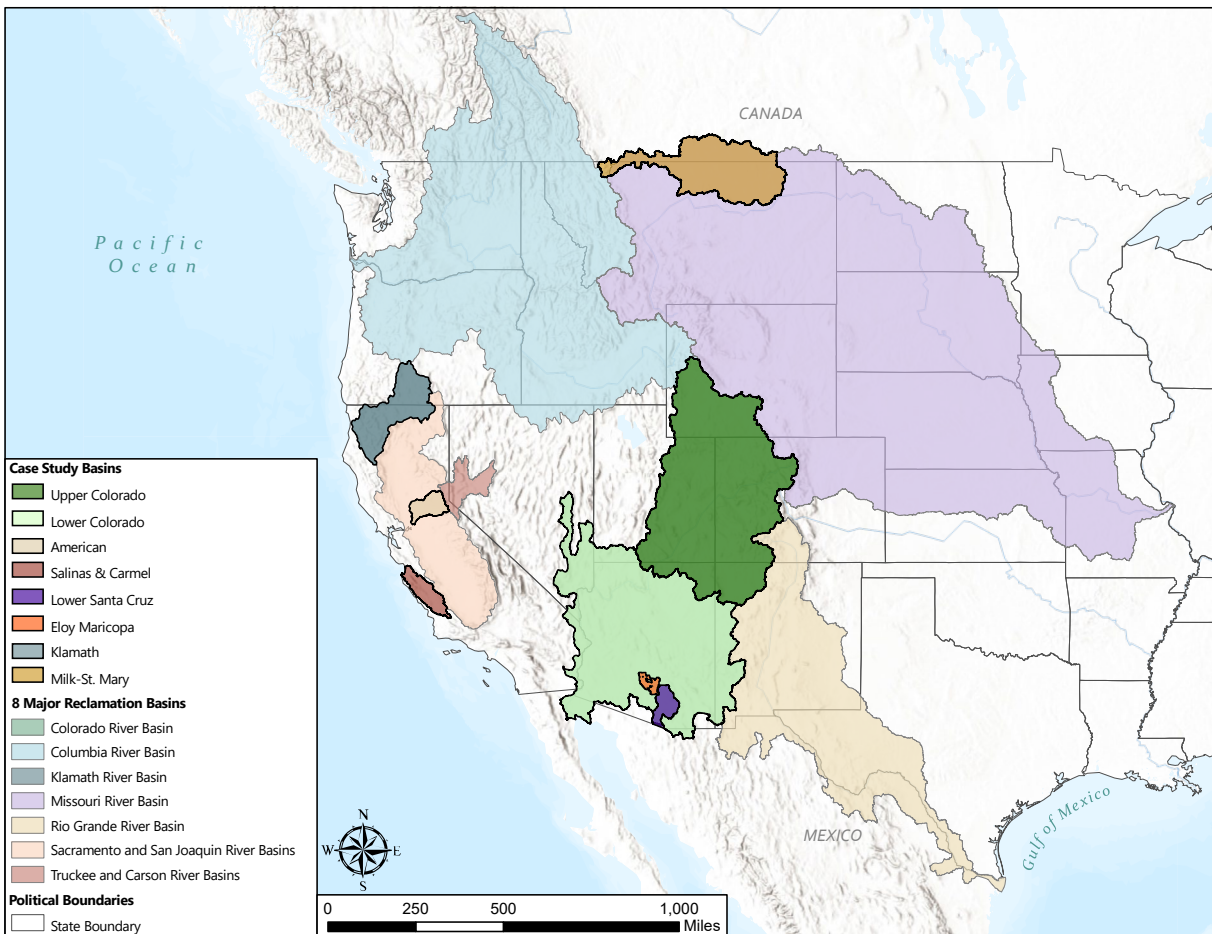 CANADA
Pacific
Ocean
Case Study Basins
Upper Colorado
Lower Colorado
American
Salinas & Carmel
Lower Santa Cruz
Eloy Maricopa
Klamath
Milk-St. Mary
8 Major Reclamation Basins
Colorado River Basin
Columbia River Basin
Klamath River Basin
Missouri River Basin
Rio Grande River Basin
Sacramento and San Joaquin River Basins
Truckee and Carson River Basins
Political Boundaries
State Boundary
N
W E
S
MEXICO
Gulf of Mexico
0 250 500 1,000
Miles